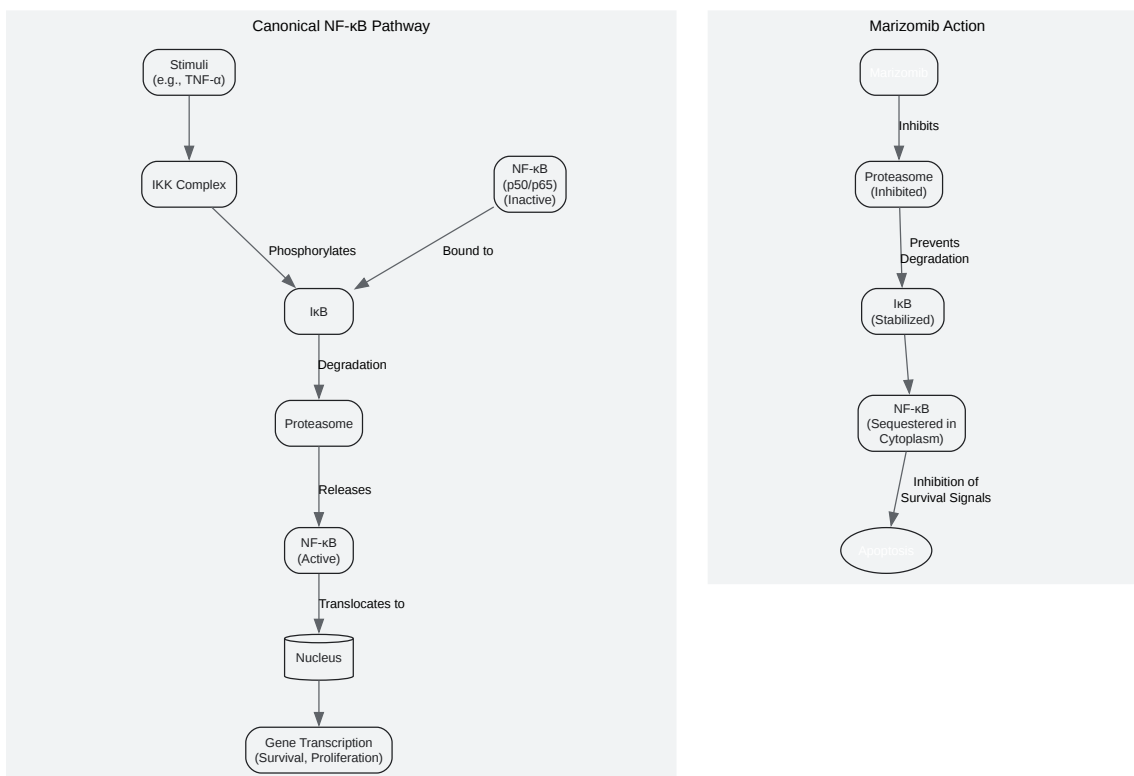 Canonical NF-κB Pathway
Stimuli
(e.g., TNF-α)
IKK Complex
NF-κB
(p50/p65)
(Inactive)
Phosphorylates
Bound to
IκB
Degradation
Proteasome
Releases
NF-κB
(Active)
Translocates to
Nucleus
Gene Transcription
(Survival, Proliferation)
Marizomib Action
Marizomib
Inhibits
Proteasome
(Inhibited)
Prevents
Degradation
IκB
(Stabilized)
NF-κB
(Sequestered in
Cytoplasm)
Inhibition of
Survival Signals
Apoptosis